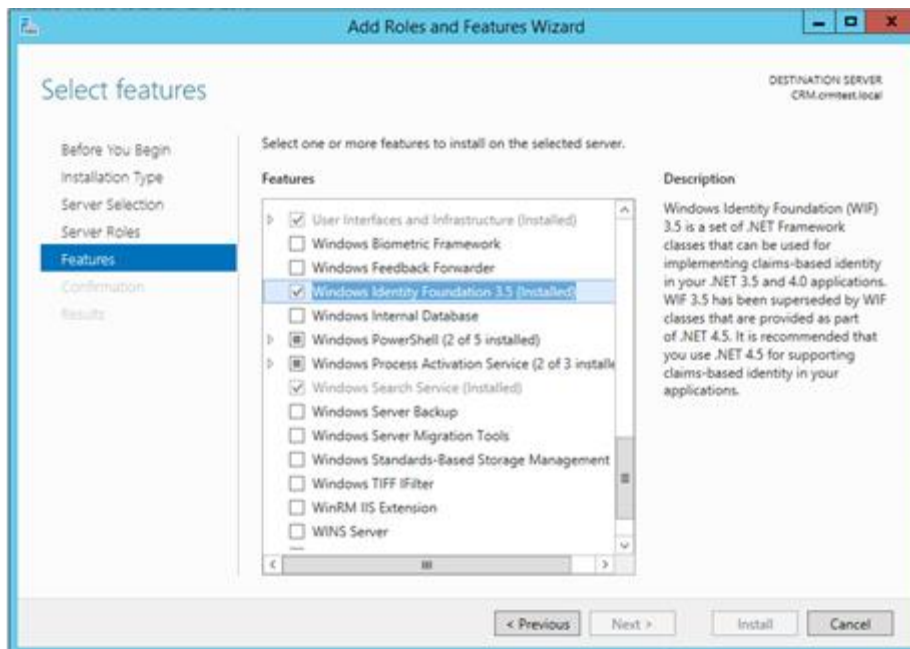 Add Roles and Features Wizard
Select features
DESTINATION SERVER
CRM.crmtest.local
Before You Begin
Installation Type
Server Selection
Server Roles
Features
Confirmation
Results
Select one or more features to install on the selected server.
Features
User Interfaces and Infrastructure (Installed)
Windows Biometric Framework
Windows Feedback Forwarder
Windows Identity Foundation 3.5 (Installed)
Windows Internal Database
Windows PowerShell (2 of 5 installed)
Windows Process Activation Service (2 of 3 installe
Windows Search Service (Installed)
Windows Server Backup
Windows Server Migration Tools
Windows Standards-Based Storage Management
Windows TIFF IFilter
WinRM IIS Extension
WINS Server
Description
Windows Identity Foundation (WIF)
3.5 is a set of .NET Framework
classes that can be used for
implementing claims-based identity
in your .NET 3.5 and 4.0 applications.
WIF 3.5 has been superseded by WIF
classes that are provided as part
of .NET 4.5. It is recommended that
you use .NET 4.5 for supporting
claims-based identity in your
applications.
< Previous
Next >
Install
Cancel